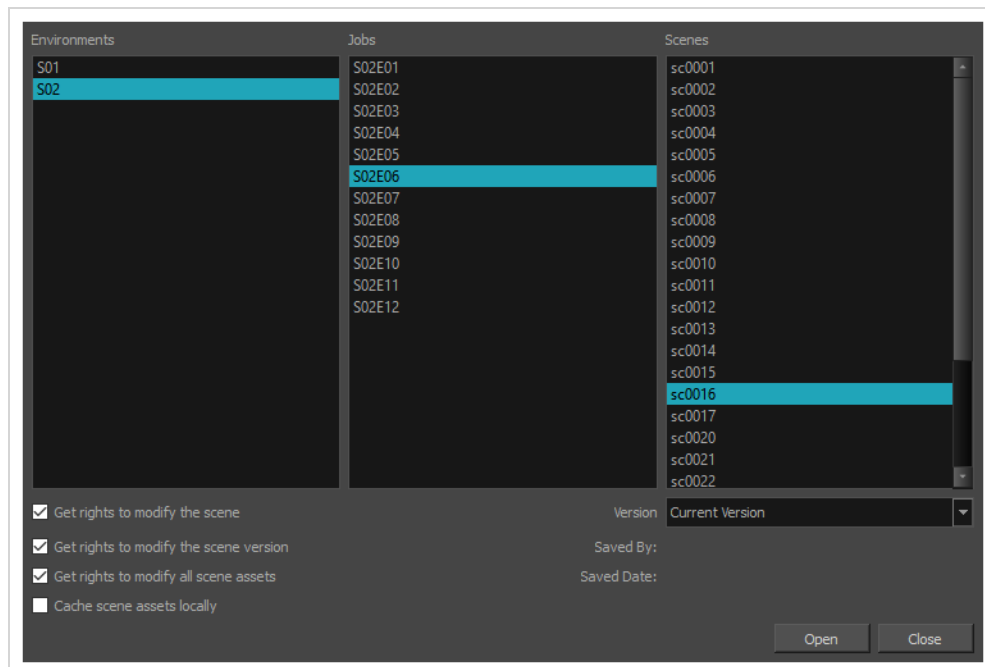 Environments
S01
S02
Jobs
S02E01
S02E02
S02E03
S02E04
S02E05
S02E06
S02E07
S02E08
S02E09
S02E10
S02E11
S02E12
Scenes
sc0001
sc0002
sc0003
sc0004
sc0005
sc0006
sc0007
sc0008
sc0009
sc0010
sc0011
sc0012
sc0013
sc0014
sc0015
sc0016
sc0017
sc0020
sc0021
sc0022
Get rights to modify the scene
Get rights to modify the scene version
Get rights to modify all scene assets
Cache scene assets locally
Version Current Version
Saved By:
Saved Date:
Open Close